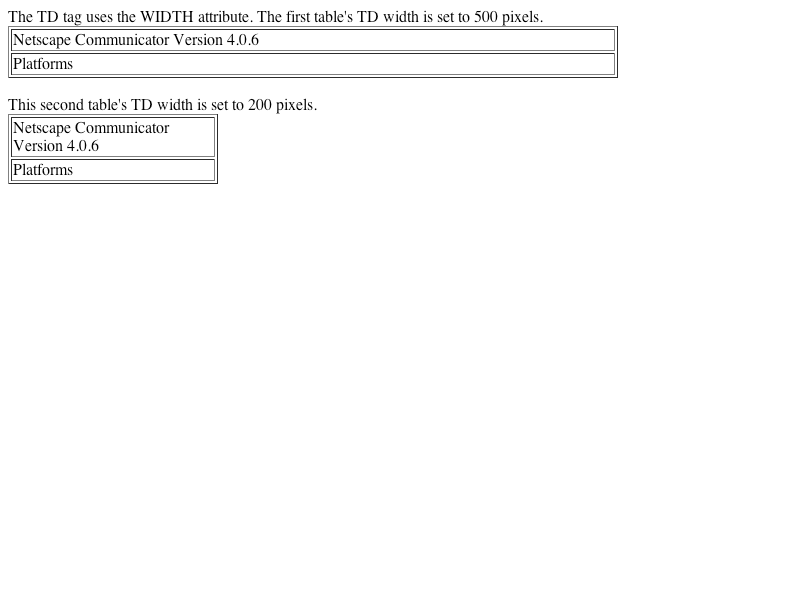 The TD tag uses the WIDTH attribute. The first table's TD width is set to 500 pixels.
Netscape Communicator Version 4.0.6
Platforms
This second table's TD width is set to 200 pixels.
Netscape Communicator
Version 4.0.6
Platforms